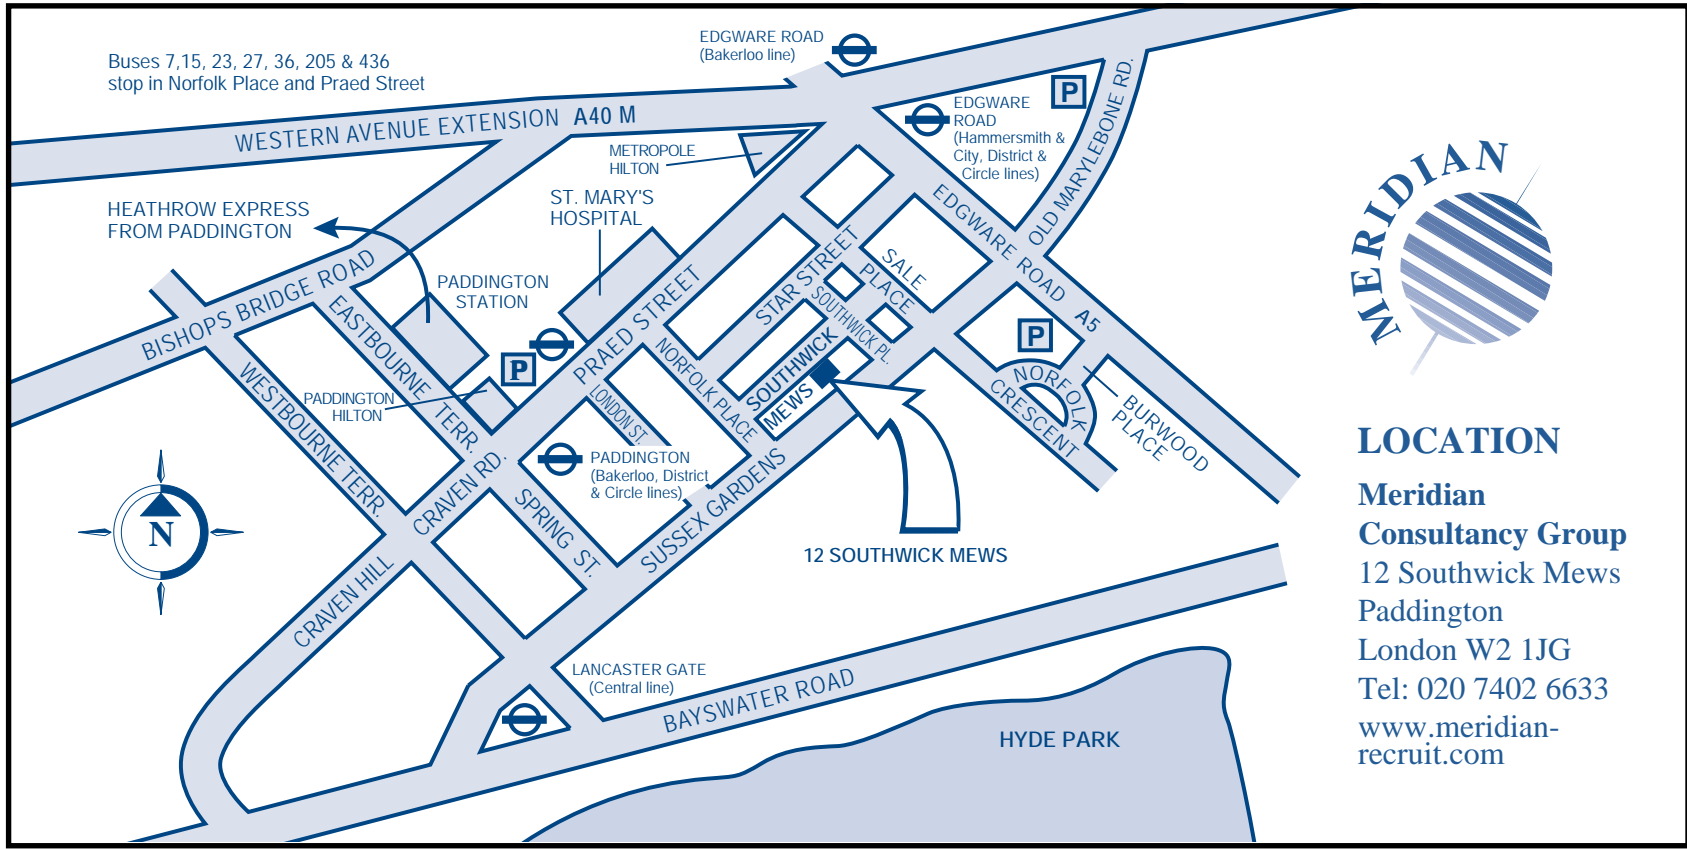 EDGWARE ROAD
(Bakerloo line)
Buses 7,15, 23, 27, 36, 205 & 436
stop in Norfolk Place and Praed Street
WESTERN AVENUE EXTENSION A40 M
METROPOLE
HILTON
EDGWARE
ROAD
(Hammersmith &
City, District &
Circle lines)
P
OLD MARYLEBONE RD.
ST. MARY'S
HOSPITAL
HEATHROW EXPRESS
FROM PADDINGTON
PADDINGTON
STATION
BISHOPS BRIDGE ROAD
EASTBOURNE TERR.
WESTBOURNE TERR.
PADDINGTON
HILTON
P
PRAED STREET
STAR STREET
SALE
PLACE
SOUTHWICK PL.
EDGWARE ROAD A5
P
NORFOLK
CRESCENT
BURWOOD
PLACE
NORFOLK PLACE
LONDON ST.
SOUTHWICK
MEWS
PADDINGTON
(Bakerloo, District
& Circle lines)
CRAVEN RD.
SPRING ST.
SUSSEX GARDENS
12 SOUTHWICK MEWS
N
CRAVEN HILL
LANCASTER GATE
(Central line)
BAYSWATER ROAD
HYDE PARK
MERIDIAN
LOCATION
Meridian
Consultancy Group
12 Southwick Mews
Paddington
London W2 1JG
Tel: 020 7402 6633
www.meridian-
recruit.com